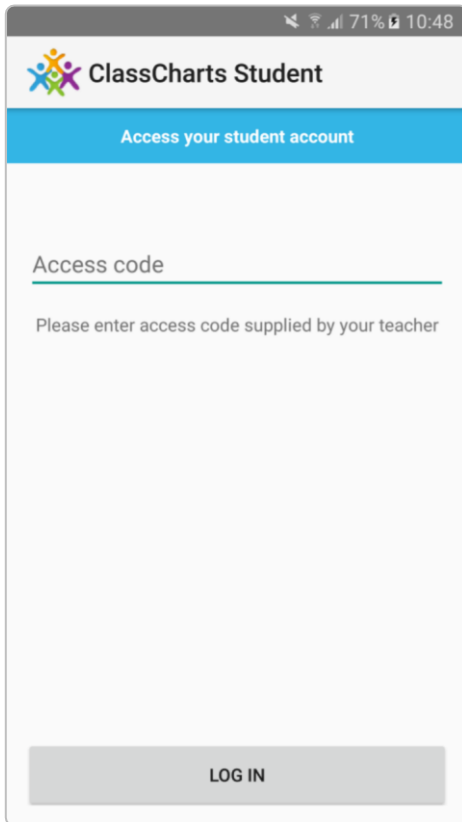 71% 10:48
ClassCharts Student
Access your student account
Access code
Please enter access code supplied by your teacher
LOG IN